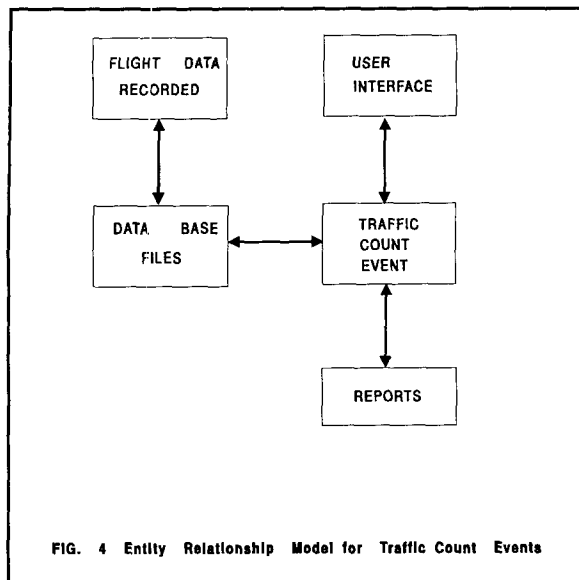 FLIGHT DATA
RECORDED
USER
INTERFACE
DATA BASE
FILES
TRAFFIC
COUNT
EVENT
REPORTS
FIG. 4 Entity Relationship Model for Traffic Count Events